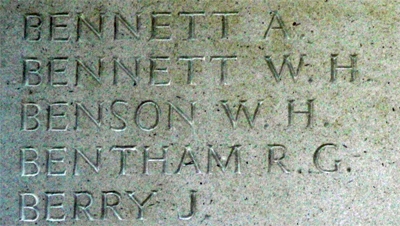 BENNETT A.
BENNETT W. H.
BENSON W. H.
BENTHAM R. G.
BERRY J.